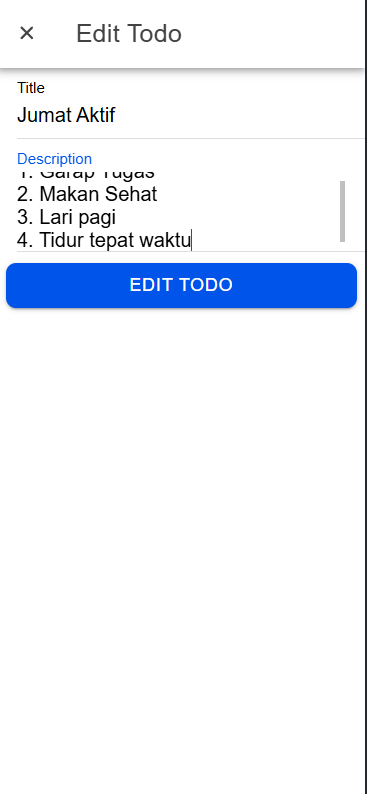 ✕ Edit Todo
Title
Jumat Aktif
Description
1. Garap Tugas
2. Makan Sehat
3. Lari pagi
4. Tidur tepat waktu
EDIT TODO